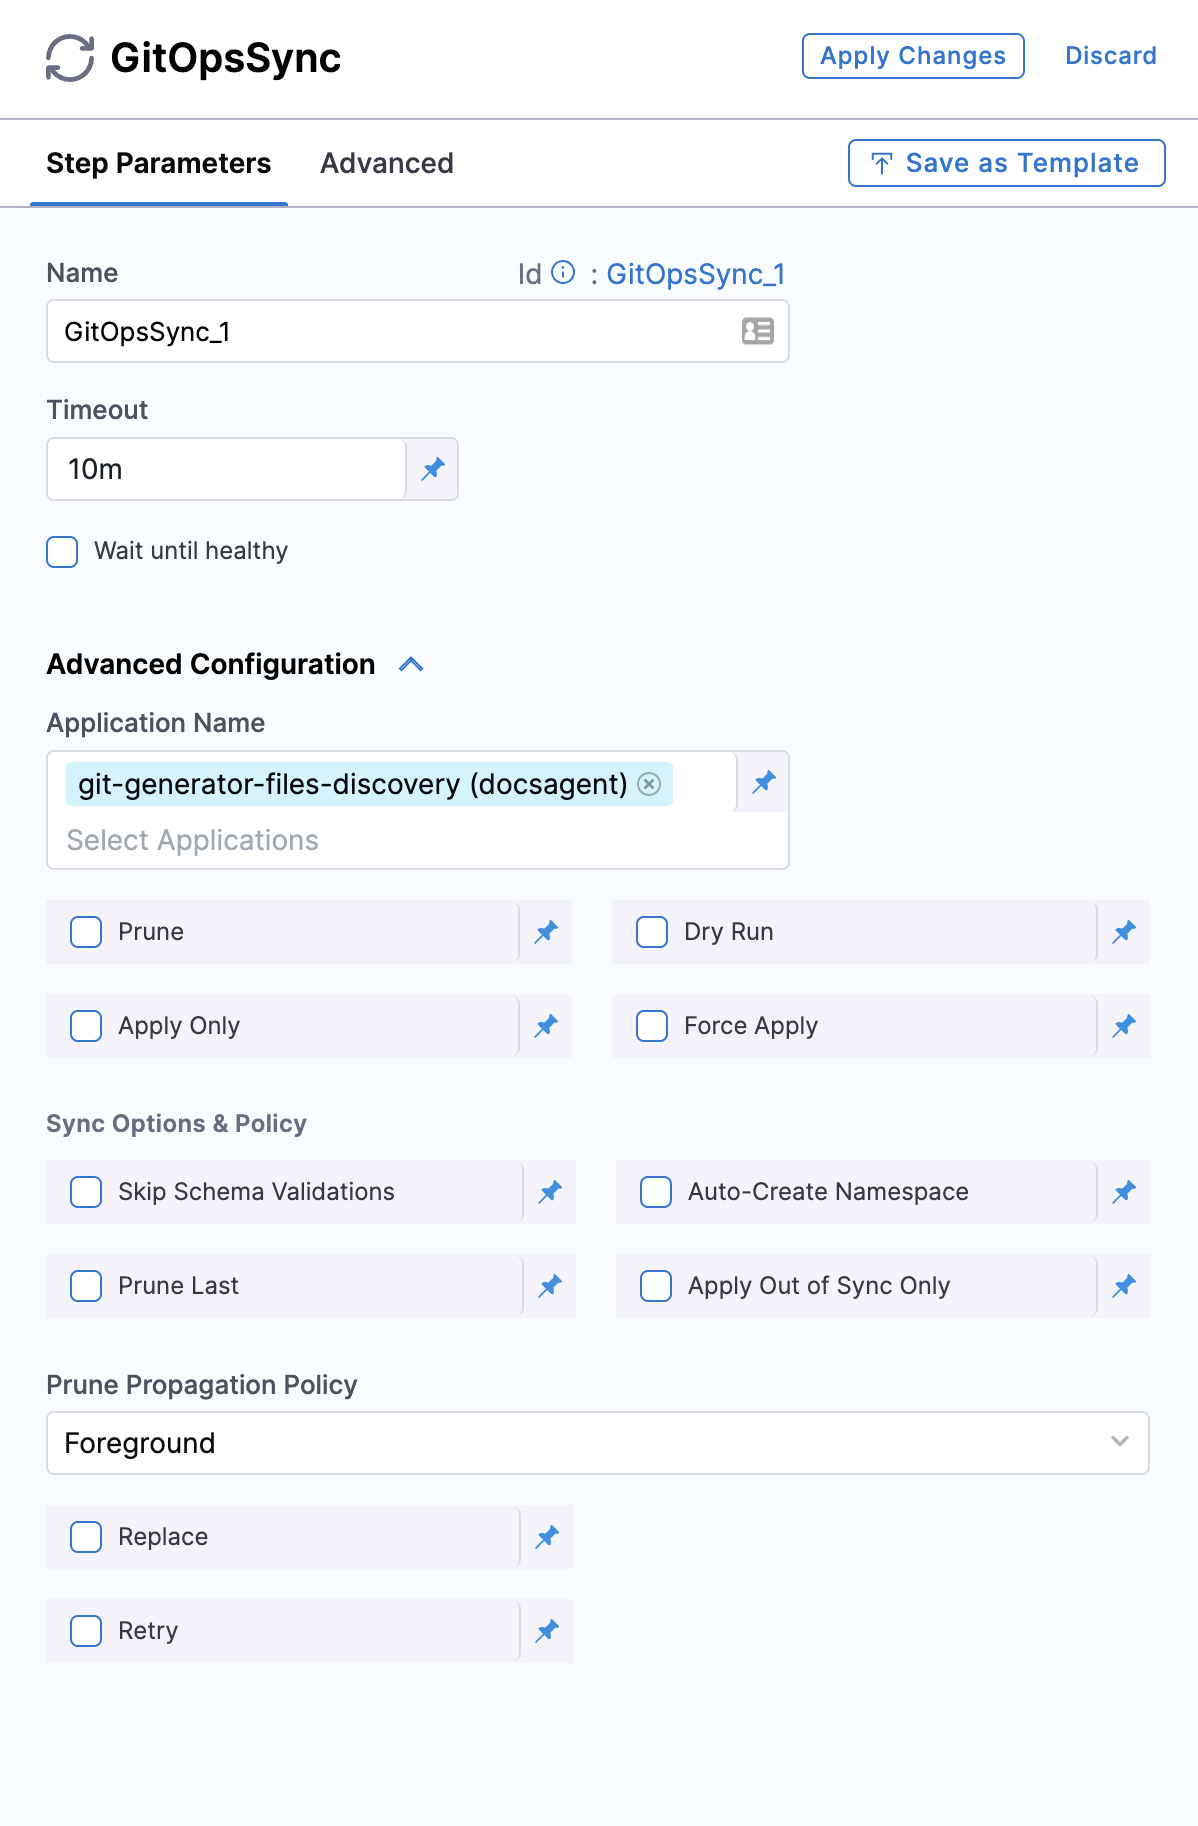 GitOpsSync
Apply Changes
Discard
Step Parameters
Advanced
Save as Template
Name
Id : GitOpsSync_1
GitOpsSync_1
Timeout
10m
Wait until healthy
Advanced Configuration
Application Name
git-generator-files-discovery (docsagent)
Select Applications
Prune
Dry Run
Apply Only
Force Apply
Sync Options & Policy
Skip Schema Validations
Auto-Create Namespace
Prune Last
Apply Out of Sync Only
Prune Propagation Policy
Foreground
Replace
Retry